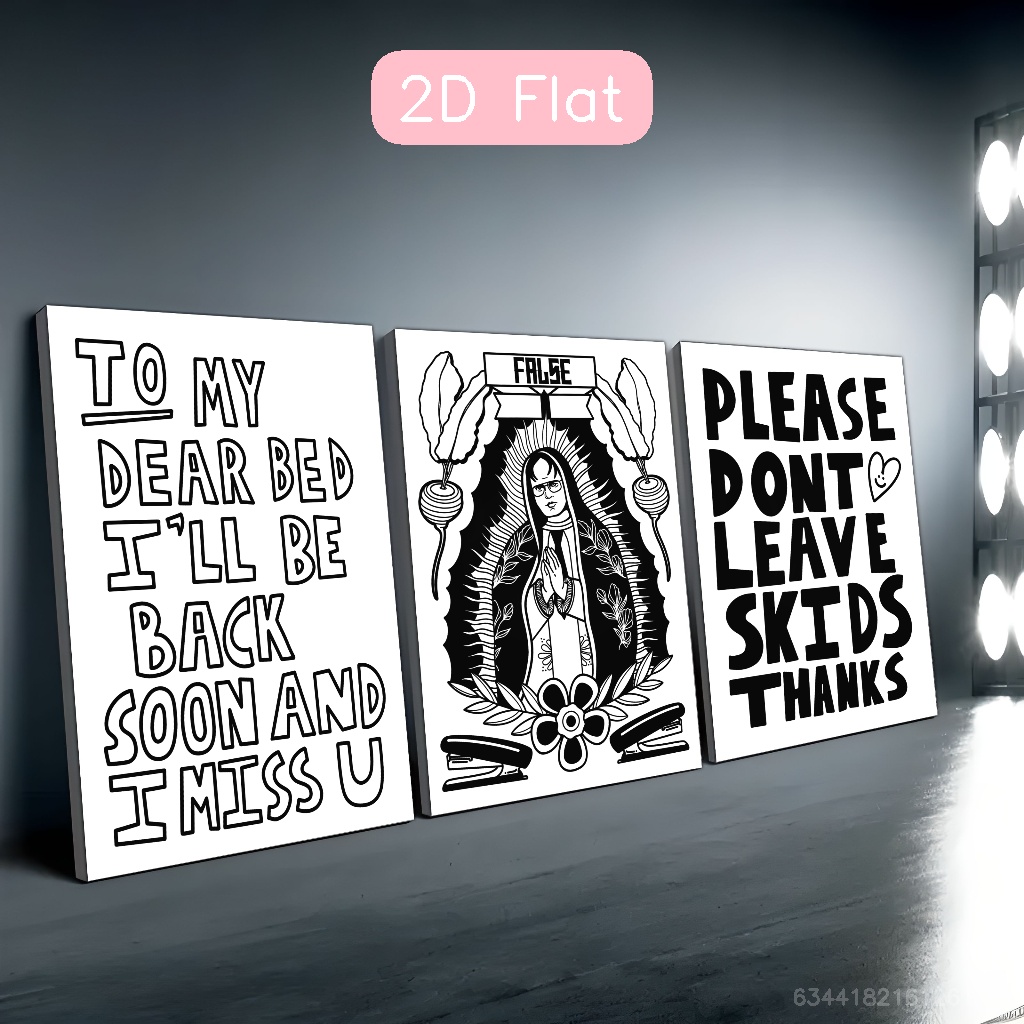 2D Flat
TO MY
DEAR BED
I'LL BE
BACK
SOON AND
I MISS U
FALSE
PLEASE
DONT
LEAVE
SKIDS
THANKS